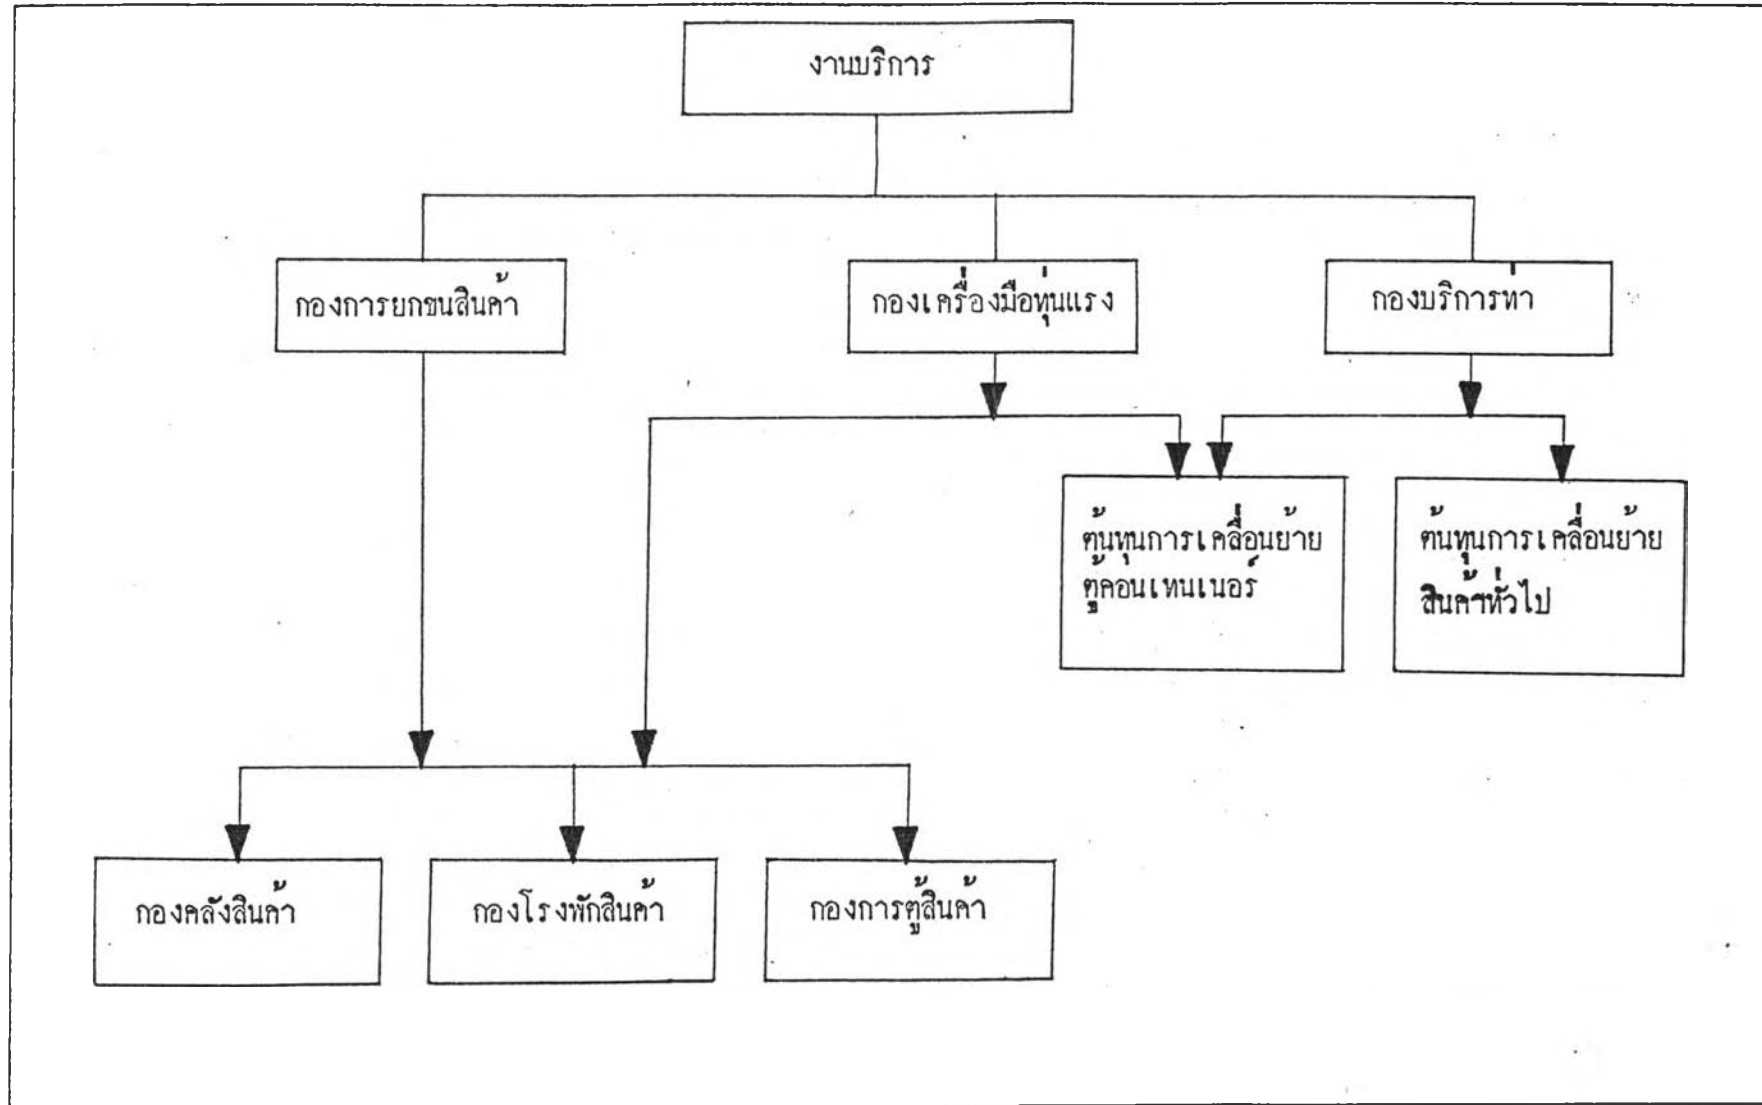 งานบริการ
กองการยกขนสินค้า
กองเครื่องมือทุ่นแรง
กองบริการท่า
ต้นทุนการเคลื่อนย้าย
ตู้คอนเทนเนอร์
ต้นทุนการเคลื่อนย้าย
สินค้าทั่วไป
กองคลังสินค้า
กองโรงพักสินค้า
กองการตู้สินค้า